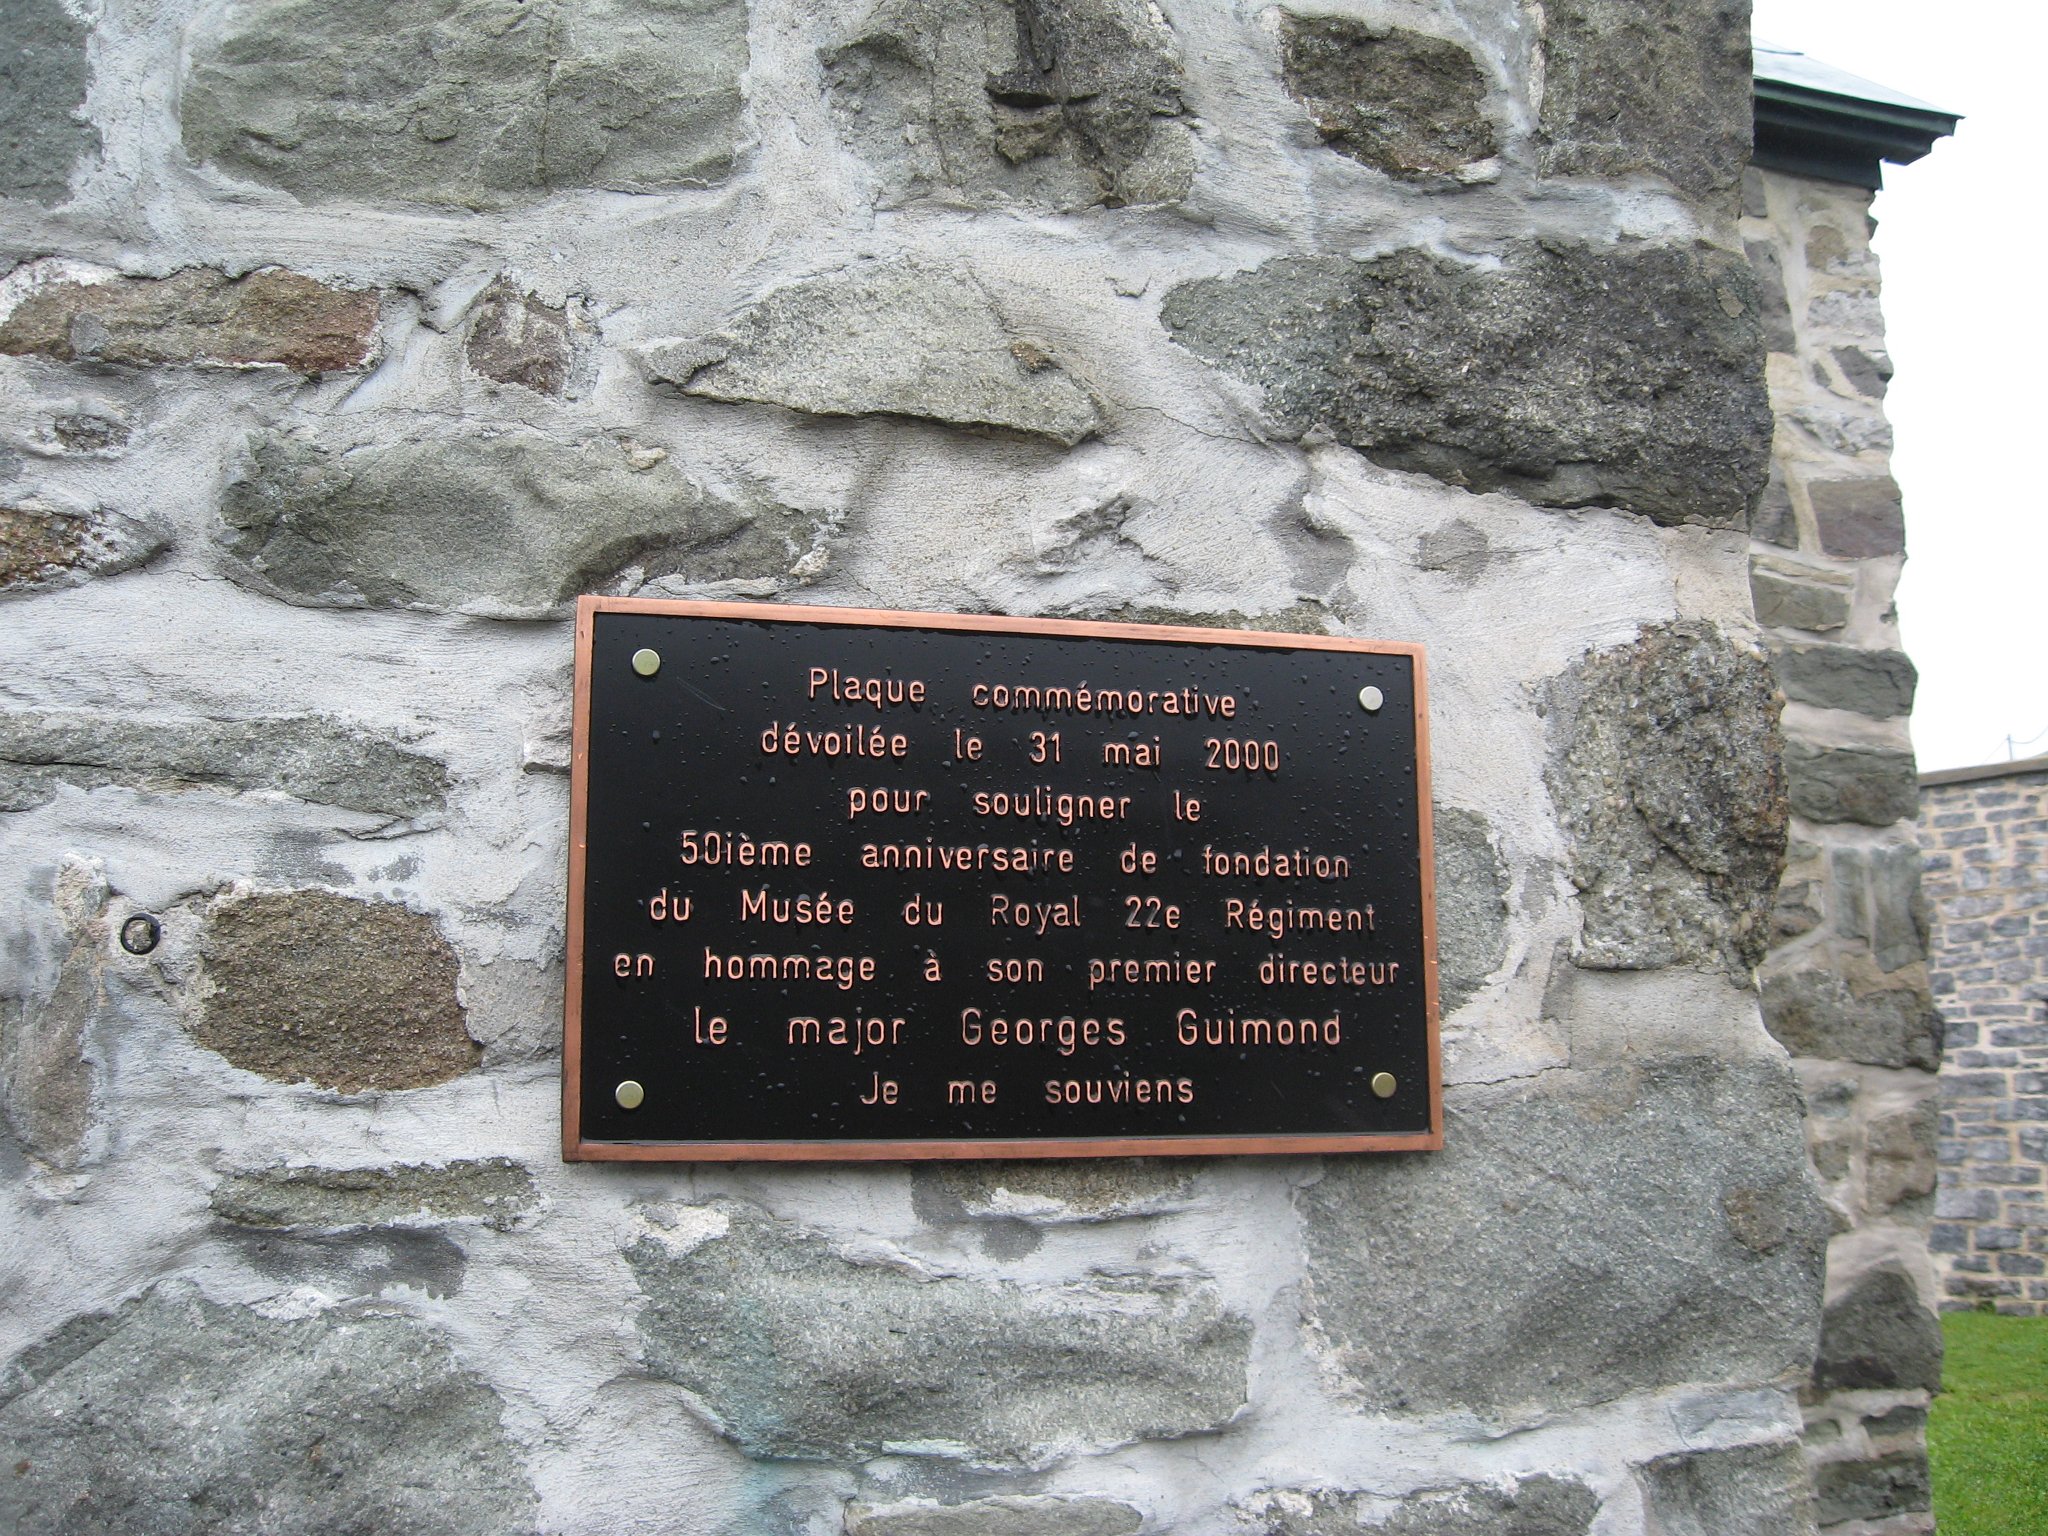 Plaque commémorative
dévoilée le 31 mai 2000
pour souligner le
50ième anniversaire de fondation
du Musée du Royal 22e Régiment
en hommage à son premier directeur
le major Georges Guimond
Je me souviens